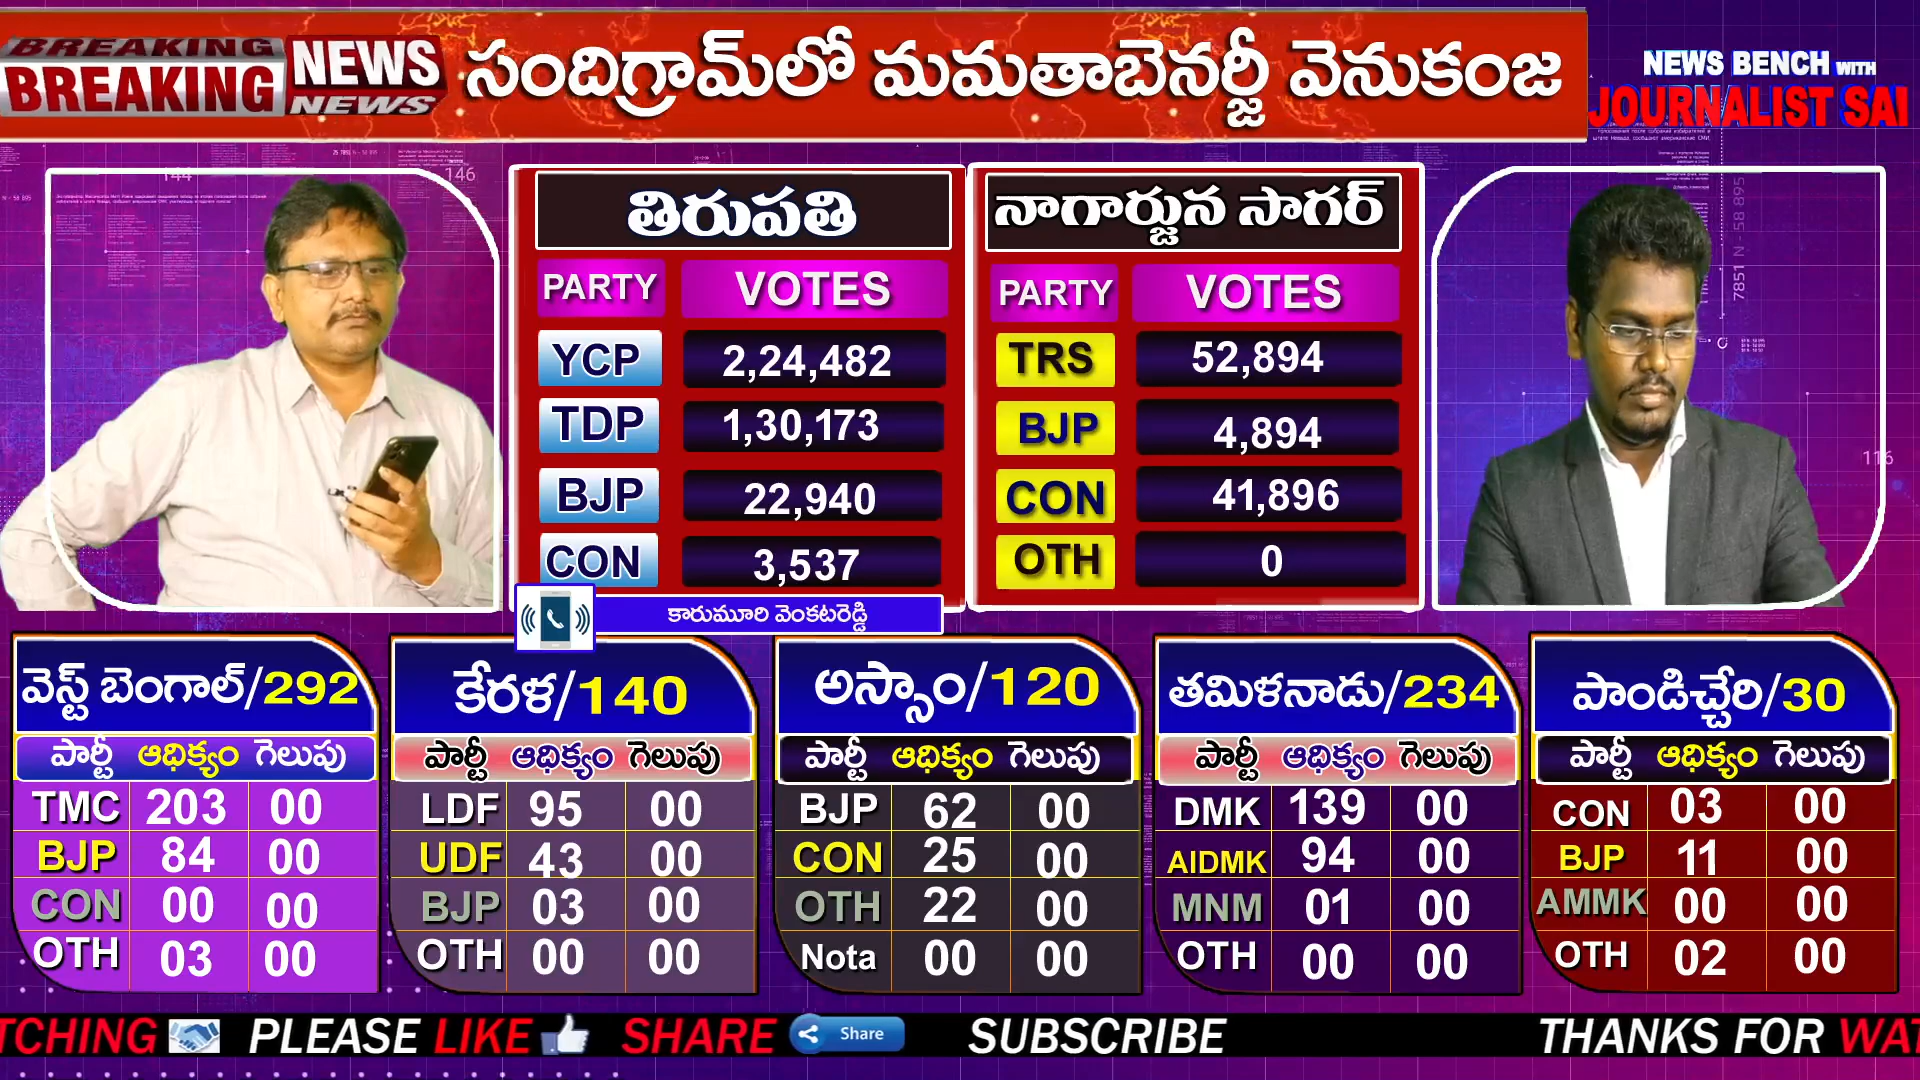 BREAKING NEWS
సందిగ్రామ్‌లో మమతాబెనర్జీ వెనుకంజ
NEWS BENCH WITH
JOURNALIST SAI
తిరుపతి
PARTY VOTES
YCP 2,24,482
TDP 1,30,173
BJP 22,940
CON 3,537
నాగార్జున సాగర్
PARTY VOTES
TRS 52,894
BJP 4,894
CON 41,896
OTH 0
కారుమూరి వెంకటరెడ్డి
వెస్ట్ బెంగాల్/292
పార్టీ ఆధిక్యం గెలుపు
TMC 203 00
BJP 84 00
CON 00 00
OTH 03 00
కేరళ/140
పార్టీ ఆధిక్యం గెలుపు
LDF 95 00
UDF 43 00
BJP 03 00
OTH 00 00
అస్సాం/120
పార్టీ ఆధిక్యం గెలుపు
BJP 62 00
CON 25 00
OTH 22 00
Nota 00 00
తమిళనాడు/234
పార్టీ ఆధిక్యం గెలుపు
DMK 139 00
AIDMK 94 00
MNM 01 00
OTH 00 00
పాండిచ్చేరి/30
పార్టీ ఆధిక్యం గెలుపు
CON 03 00
BJP 11 00
AMMK 00 00
OTH 02 00
TCHING PLEASE LIKE SHARE Share SUBSCRIBE THANKS FOR WAT